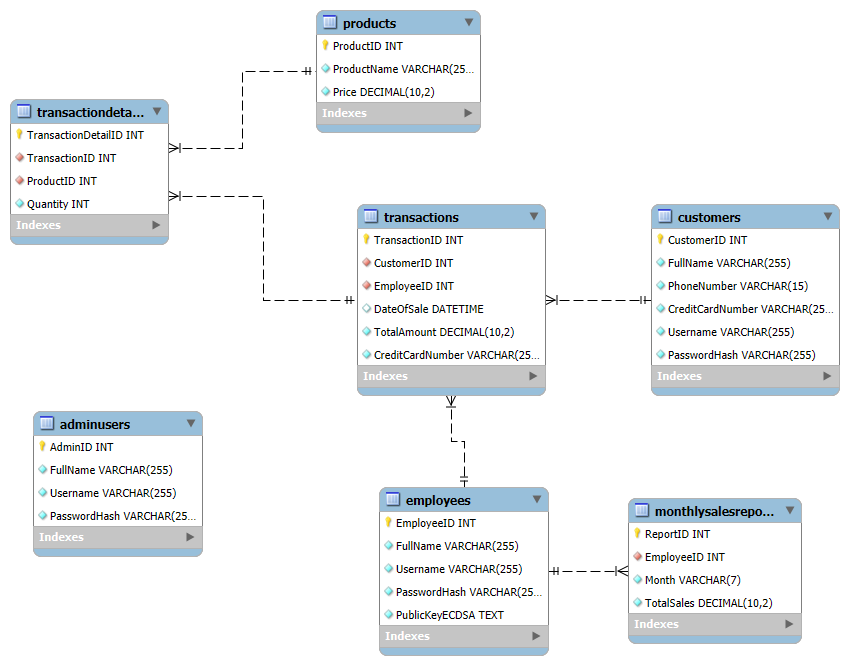 products
ProductID INT
ProductName VARCHAR(25...
Price DECIMAL(10,2)
Indexes
transactiondeta...
TransactionDetailID INT
TransactionID INT
ProductID INT
Quantity INT
Indexes
transactions
TransactionID INT
CustomerID INT
EmployeeID INT
DateOfSale DATETIME
TotalAmount DECIMAL(10,2)
CreditCardNumber VARCHAR(25...
Indexes
customers
CustomerID INT
FullName VARCHAR(255)
PhoneNumber VARCHAR(15)
CreditCardNumber VARCHAR(25...
Username VARCHAR(255)
PasswordHash VARCHAR(255)
Indexes
adminusers
AdminID INT
FullName VARCHAR(255)
Username VARCHAR(255)
PasswordHash VARCHAR(25...
Indexes
employees
EmployeeID INT
FullName VARCHAR(255)
Username VARCHAR(255)
PasswordHash VARCHAR(25...
PublicKeyECDSA TEXT
Indexes
monthlysalesrepo...
ReportID INT
EmployeeID INT
Month VARCHAR(7)
TotalSales DECIMAL(10,2)
Indexes